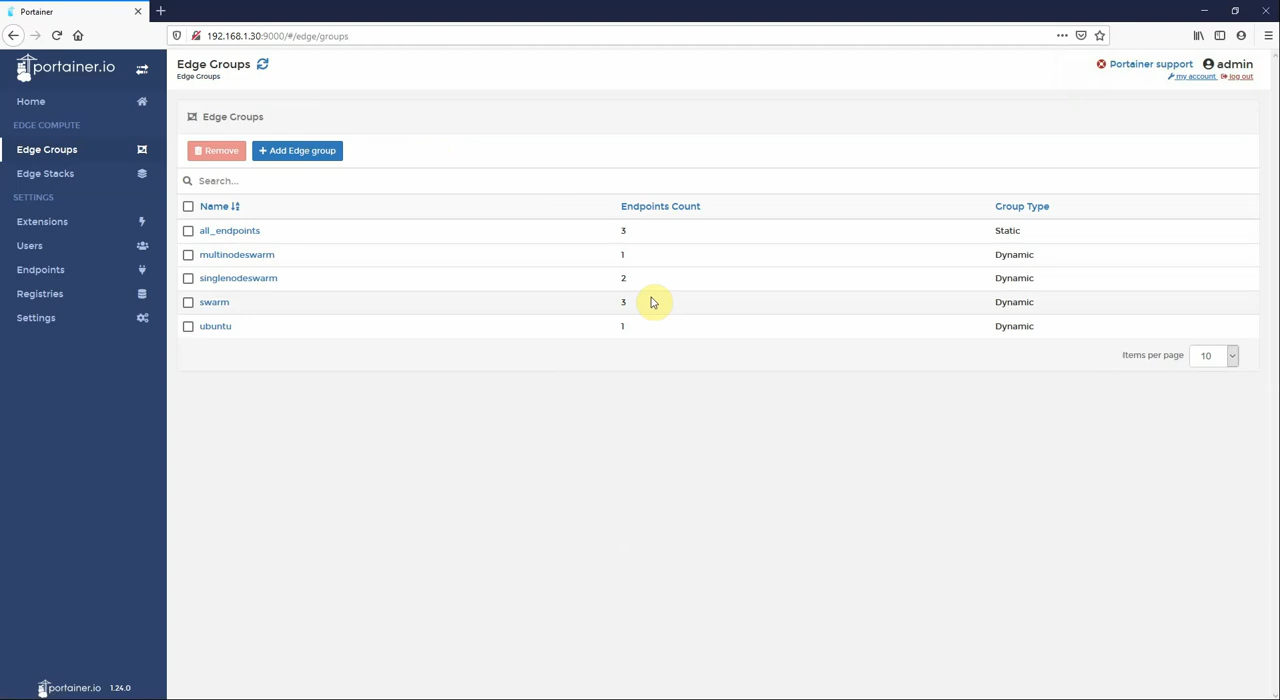 Portainer
192.168.1.30:9000/#/edge/groups
portainer.io
Home
EDGE COMPUTE
Edge Groups
Edge Stacks
SETTINGS
Extensions
Users
Endpoints
Registries
Settings
portainer.io 1.24.0
Edge Groups
Edge Groups
Portainer support admin
my account log out
Edge Groups
Remove + Add Edge group
Search...
Name Endpoints Count Group Type
all_endpoints 3 Static
multinodeswarm 1 Dynamic
singlenodeswarm 2 Dynamic
swarm 3 Dynamic
ubuntu 1 Dynamic
Items per page 10